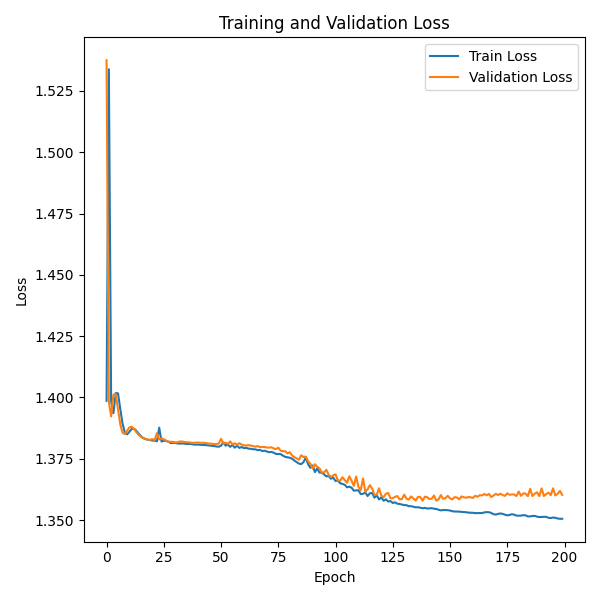 Training and Validation Loss
Train Loss
Validation Loss
1.525
1.500
1.475
1.450
1.425
1.400
1.375
1.350
Loss
0 25 50 75 100 125 150 175 200
Epoch